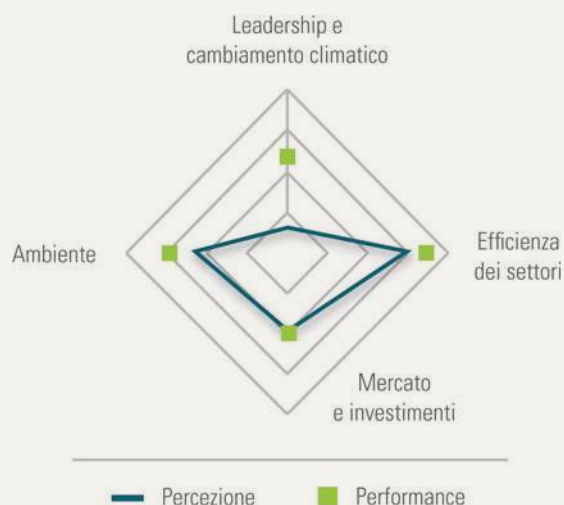 Leadership e
cambiamento climatico
Ambiente
Efficienza
dei settori
Mercato
e investimenti
Percezione
Performance